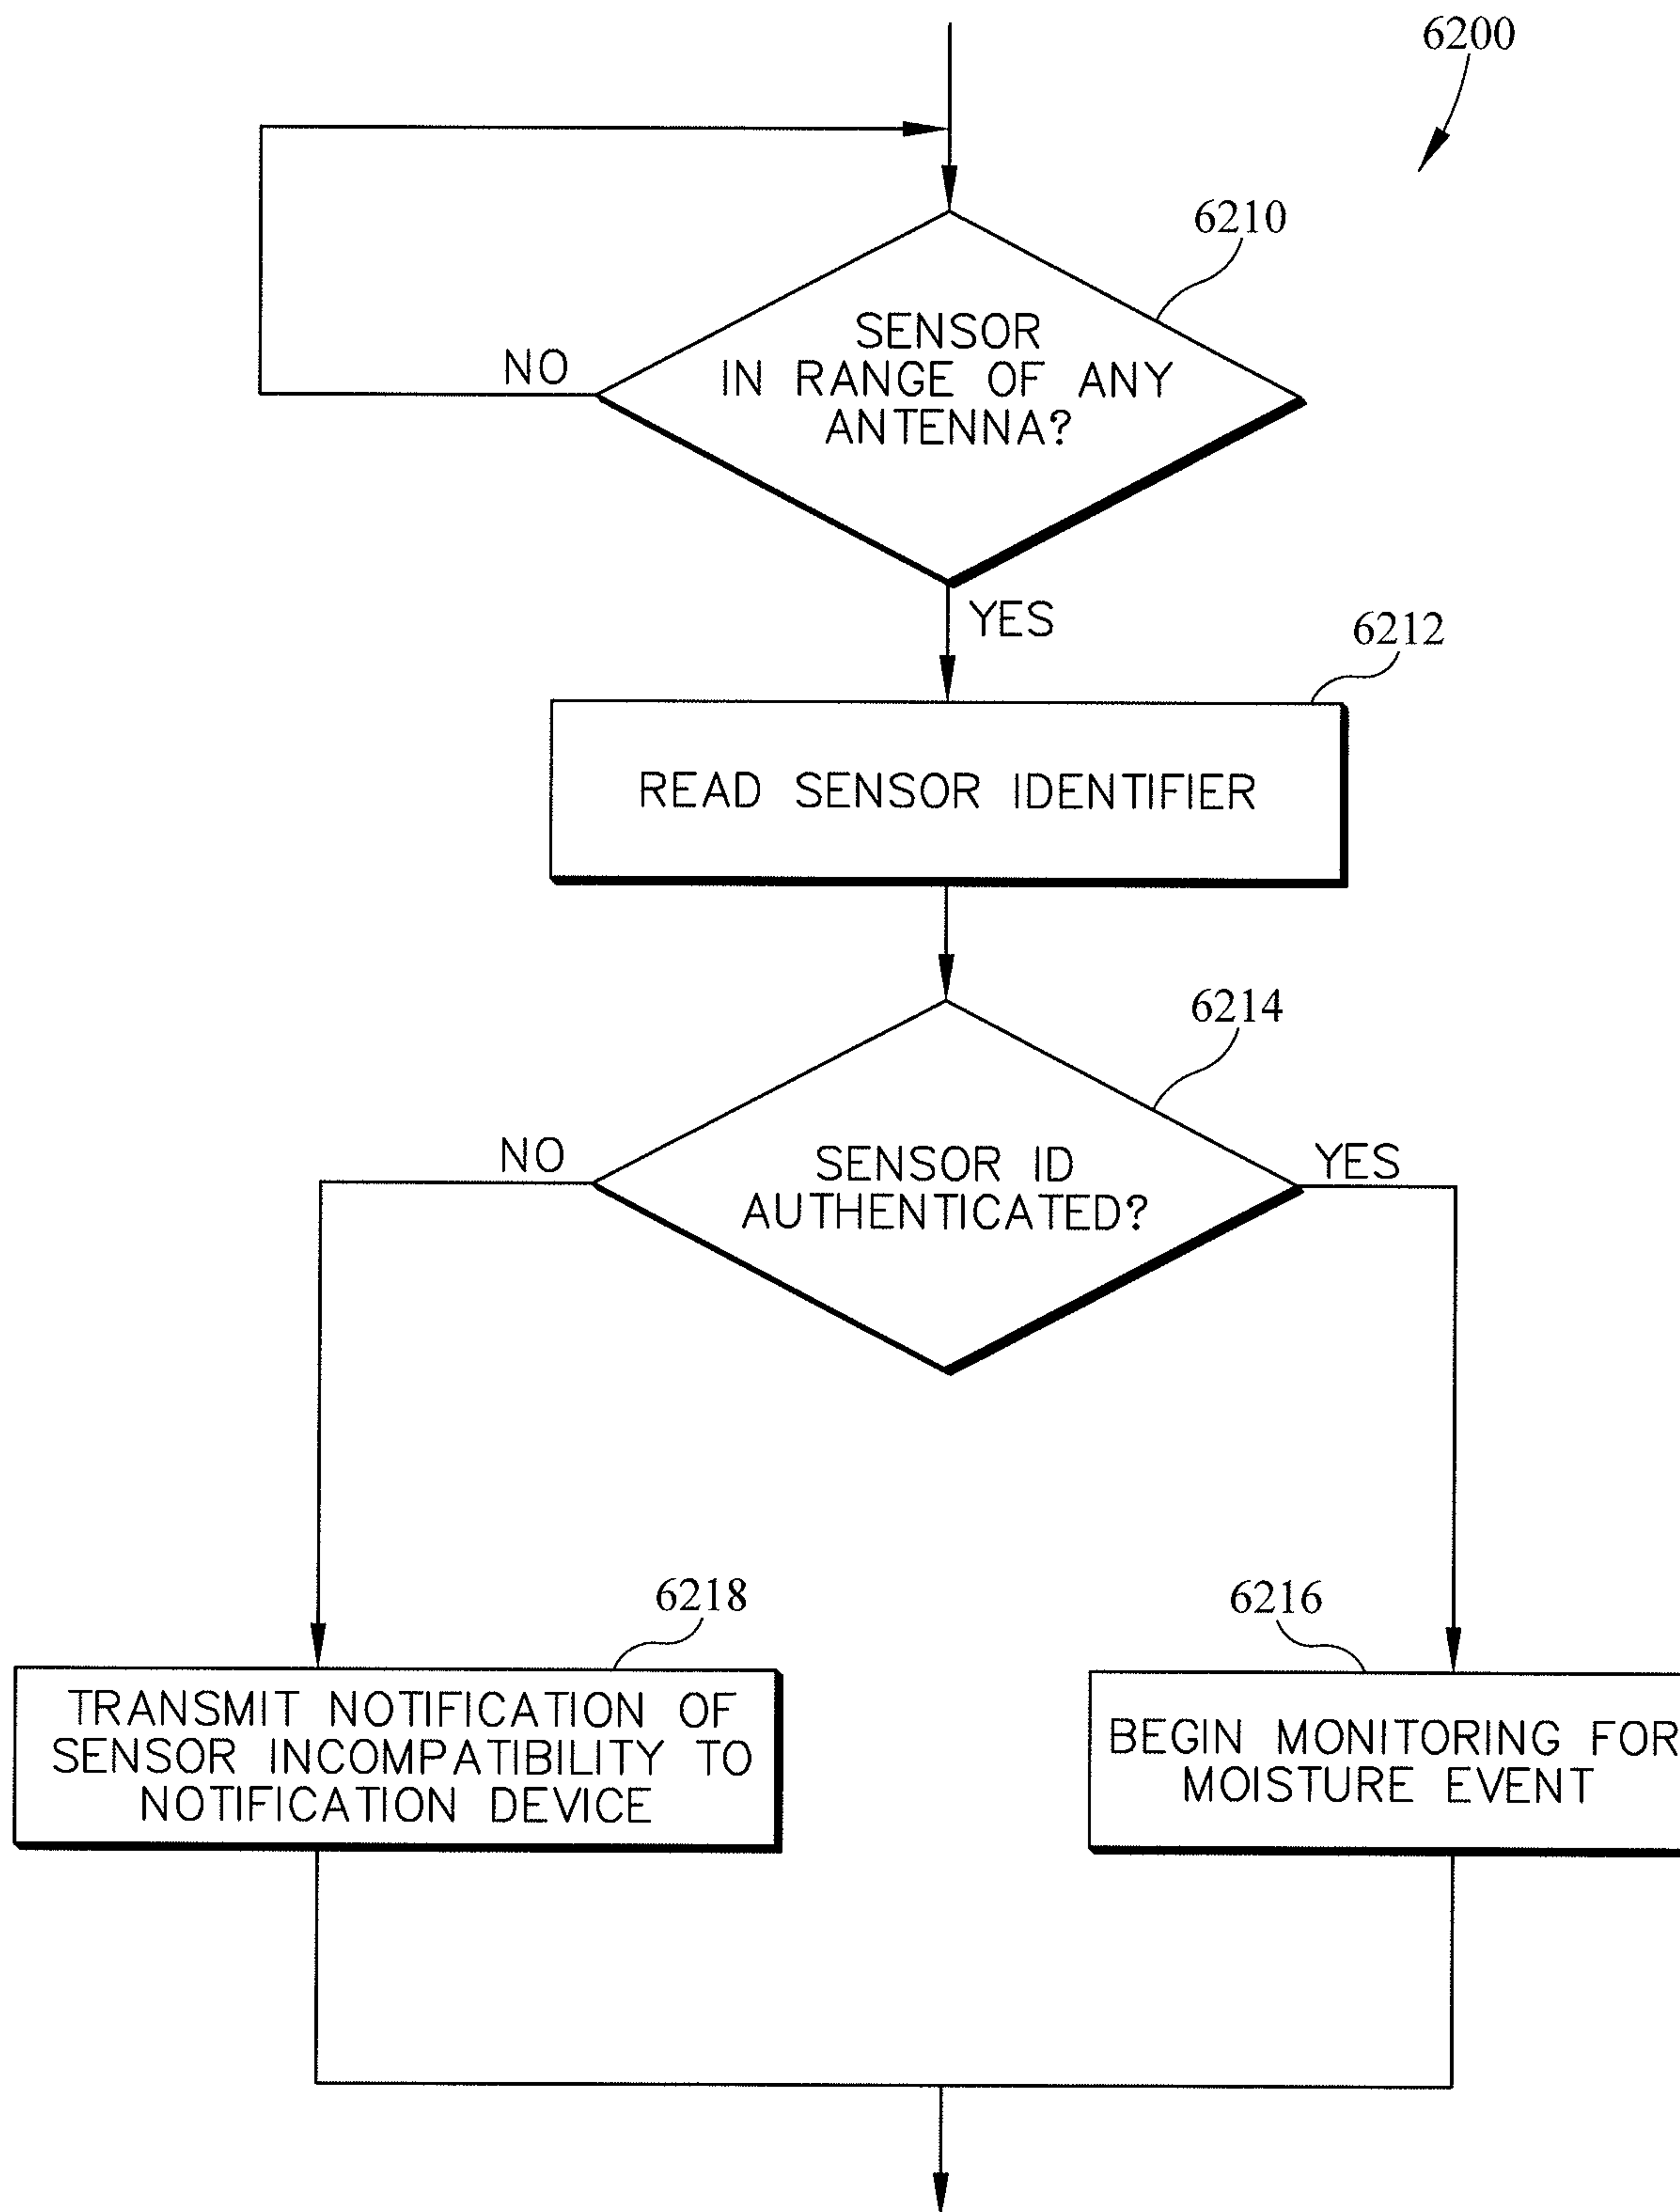 6200
6210
SENSOR
IN RANGE OF ANY
ANTENNA?
NO
YES
6212
READ SENSOR IDENTIFIER
6214
NO
SENSOR ID
AUTHENTICATED?
YES
6218
TRANSMIT NOTIFICATION OF
SENSOR INCOMPATIBILITY TO
NOTIFICATION DEVICE
6216
BEGIN MONITORING FOR
MOISTURE EVENT